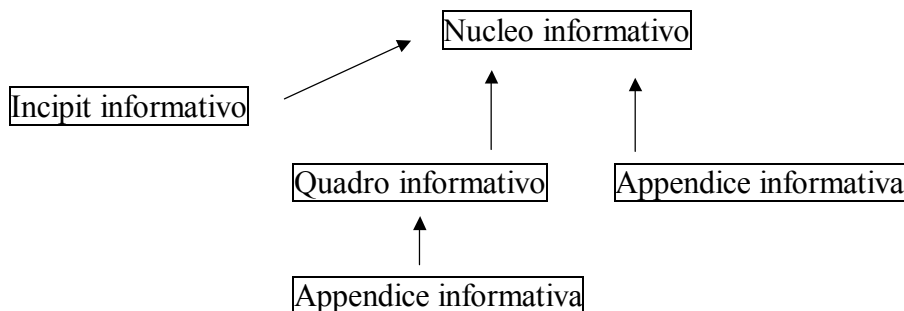 Nucleo informativo
Incipit informativo
Quadro informativo
Appendice informativa
Appendice informativa